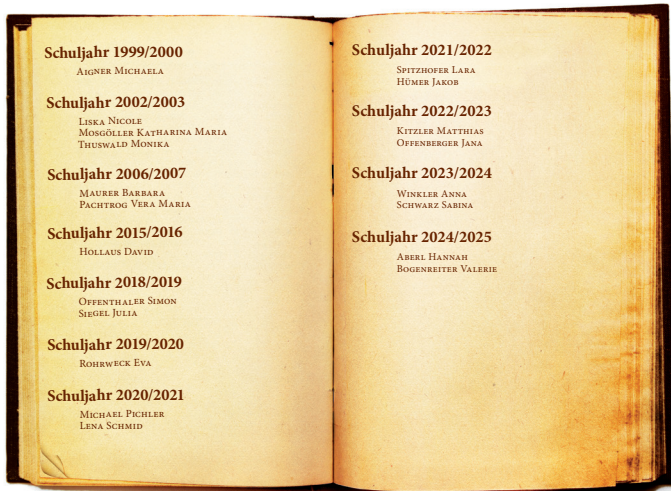 Schuljahr 1999/2000
Aigner Michaela
Schuljahr 2002/2003
Liska Nicole
Mosgöller Katharina Maria
Thuswald Monika
Schuljahr 2006/2007
Maurer Barbara
Pachtrog Vera Maria
Schuljahr 2015/2016
Hollaus David
Schuljahr 2018/2019
Offenthaler Simon
Siegel Julia
Schuljahr 2019/2020
Rohrweck Eva
Schuljahr 2020/2021
Michael Pichler
Lena Schmid
Schuljahr 2021/2022
Spitzhofer Lara
Hümer Jakob
Schuljahr 2022/2023
Kitzler Matthias
Offenberger Jana
Schuljahr 2023/2024
Winkler Anna
Schwarz Sabina
Schuljahr 2024/2025
Aberl Hannah
Bogenreiter Valerie